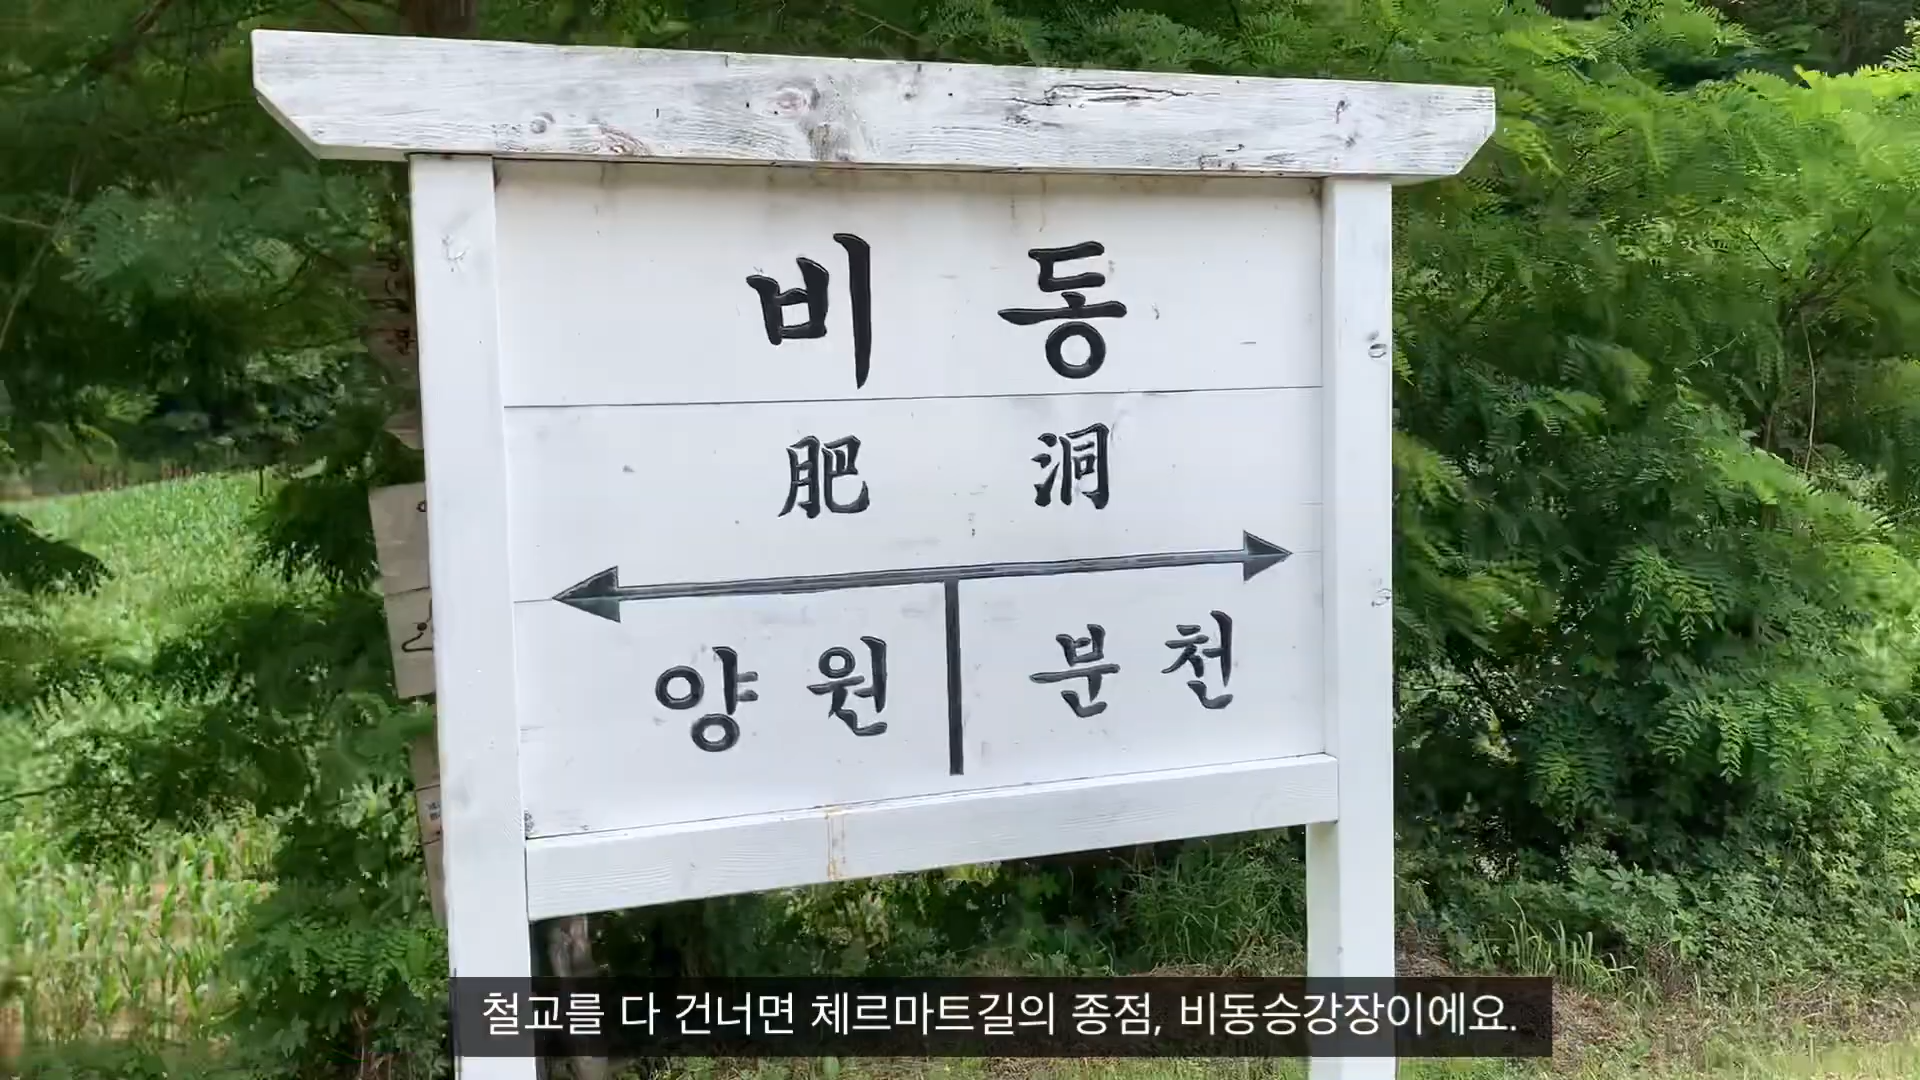 비 동
肥 洞
양 원 분 천
철교를 다 건너면 체르마트길의 종점, 비동승강장이에요.